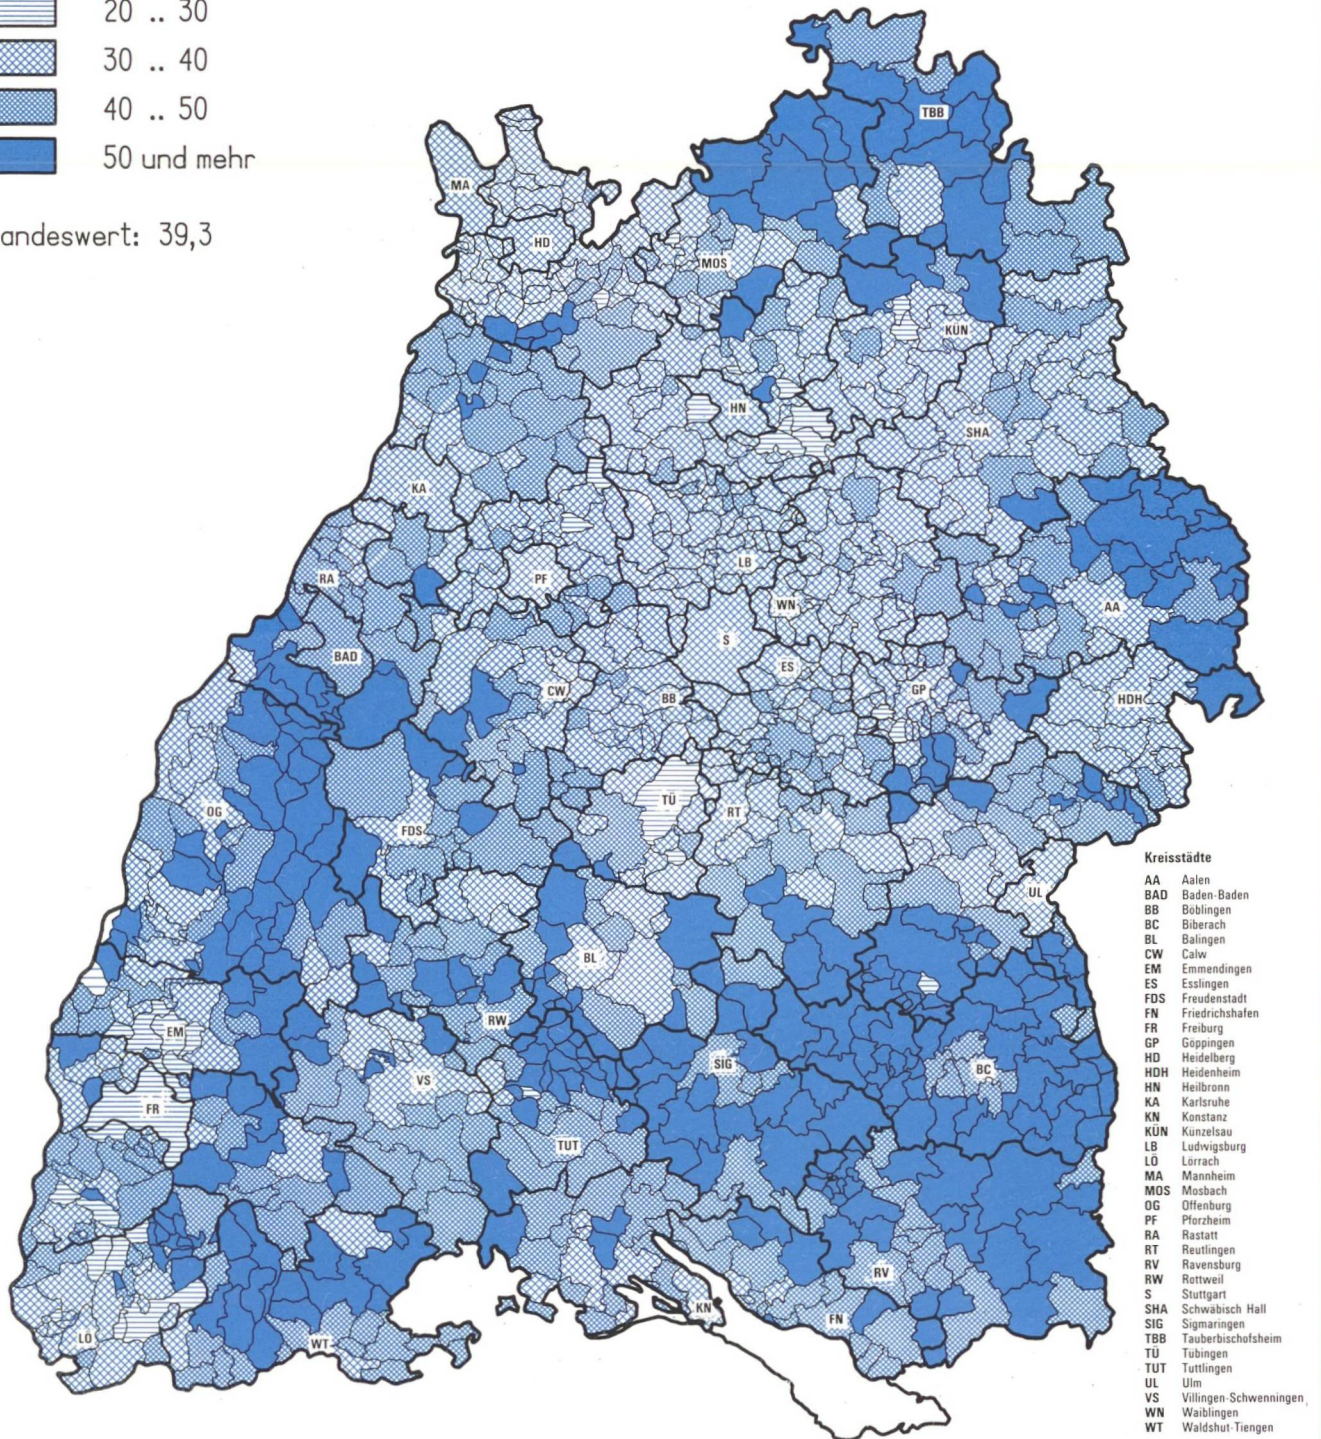 20 .. 30
30 .. 40
40 .. 50
50 und mehr
andeswert: 39,3
TBB
MA
HD
MOS
KÜN
HN
SHA
KA
LB
RA
PF
WN
AA
S
BAD
ES
CW
BB
GP
HDH
OG
TÜ
RT
FDS
UL
BL
RW
EM
SIG
BC
VS
FR
TUT
RV
KN
FN
LÖ
WT
Kreisstädte
AA Aalen
BAD Baden-Baden
BB Böblingen
BC Biberach
BL Balingen
CW Calw
EM Emmendingen
ES Esslingen
FDS Freudenstadt
FN Friedrichshafen
FR Freiburg
GP Göppingen
HD Heidelberg
HDH Heidenheim
HN Heilbronn
KA Karlsruhe
KN Konstanz
KÜN Künzelsau
LB Ludwigsburg
LÖ Lörrach
MA Mannheim
MOS Mosbach
OG Offenburg
PF Pforzheim
RA Rastatt
RT Reutlingen
RV Ravensburg
RW Rottweil
S Stuttgart
SHA Schwäbisch Hall
SIG Sigmaringen
TBB Tauberbischofsheim
TÜ Tübingen
TUT Tuttlingen
UL Ulm
VS Villingen-Schwenningen
WN Waiblingen
WT Waldshut-Tiengen